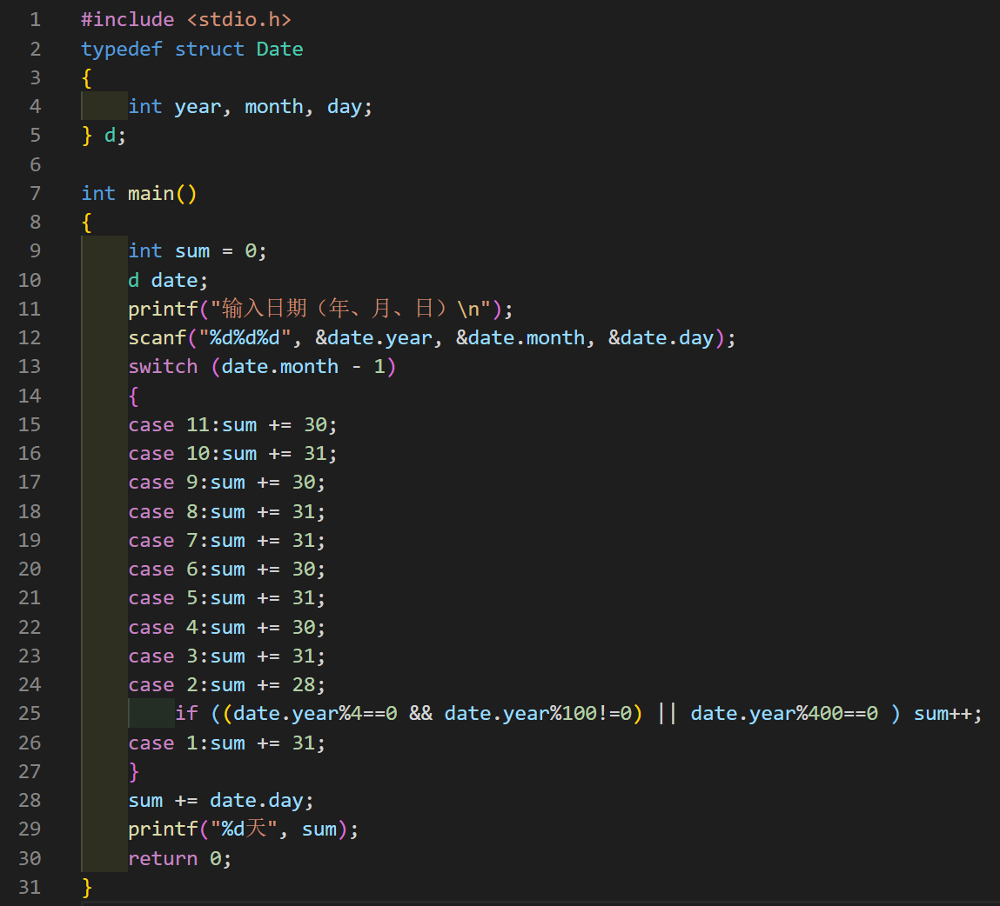 1 #include <stdio.h>
2 typedef struct Date
3 {
4     int year, month, day;
5 } d;
6
7 int main()
8 {
9     int sum = 0;
10     d date;
11     printf("输入日期（年、月、日）\n");
12     scanf("%d%d%d", &date.year, &date.month, &date.day);
13     switch (date.month - 1)
14     {
15     case 11:sum += 30;
16     case 10:sum += 31;
17     case 9:sum += 30;
18     case 8:sum += 31;
19     case 7:sum += 31;
20     case 6:sum += 30;
21     case 5:sum += 31;
22     case 4:sum += 30;
23     case 3:sum += 31;
24     case 2:sum += 28;
25         if ((date.year%4==0 && date.year%100!=0) || date.year%400==0 ) sum++;
26     case 1:sum += 31;
27     }
28     sum += date.day;
29     printf("%d天", sum);
30     return 0;
31 }